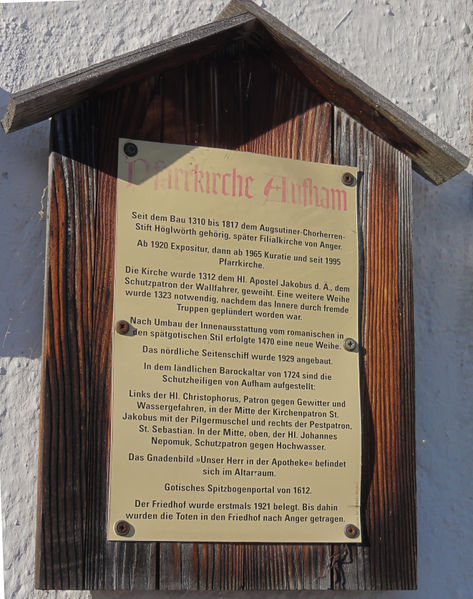 Pfarrkirche Aufham
Seit dem Bau 1310 bis 1817 dem Augsutiner-Chorherren-
Stift Höglwörth gehörig, später Filialkirche von Anger.
Ab 1920 Expositur, dann ab 1965 Kuratie und seit 1995
Pfarrkirche.
Die Kirche wurde 1312 dem Hl. Apostel Jakobus d. Ä., dem
Schutzpatron der Wallfahrer, geweiht. Eine weitere Weihe
wurde 1323 notwendig, nachdem das Innere durch fremde
Truppen geplündert worden war.
Nach Umbau der Innenausstattung vom romanischen in
den spätgotischen Stil erfolgte 1470 eine neue Weihe.
Das nördliche Seitenschiff wurde 1929 angebaut.
In dem ländlichen Barockaltar von 1724 sind die
Schutzheiligen von Aufham aufgestellt:
Links der Hl. Christophorus, Patron gegen Gewitter und
Wassergefahren, in der Mitte der Kirchenpatron St.
Jakobus mit der Pilgermuschel und rechts der Pestpatron,
St. Sebastian. In der Mitte, oben, der Hl. Johannes
Nepomuk, Schutzpatron gegen Hochwasser.
Das Gnadenbild »Unser Herr in der Apotheke« befindet
sich im Altarraum.
Gotisches Spitzbogenportal von 1612.
Der Friedhof wurde erstmals 1921 belegt. Bis dahin
wurden die Toten in den Friedhof nach Anger getragen.